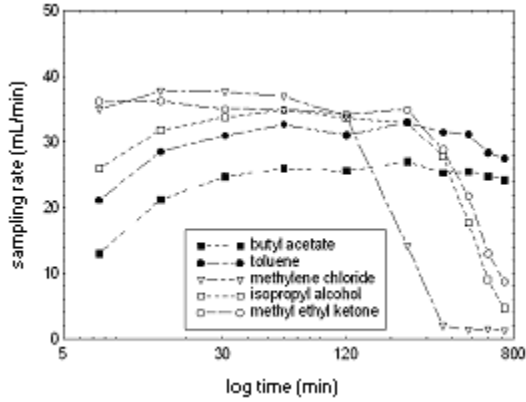 50
40
30
20
10
0
sampling rate (mL/min)
butyl acetate
toluene
methylene chloride
isopropyl alcohol
methyl ethyl ketone
5 30 120 800
log time (min)